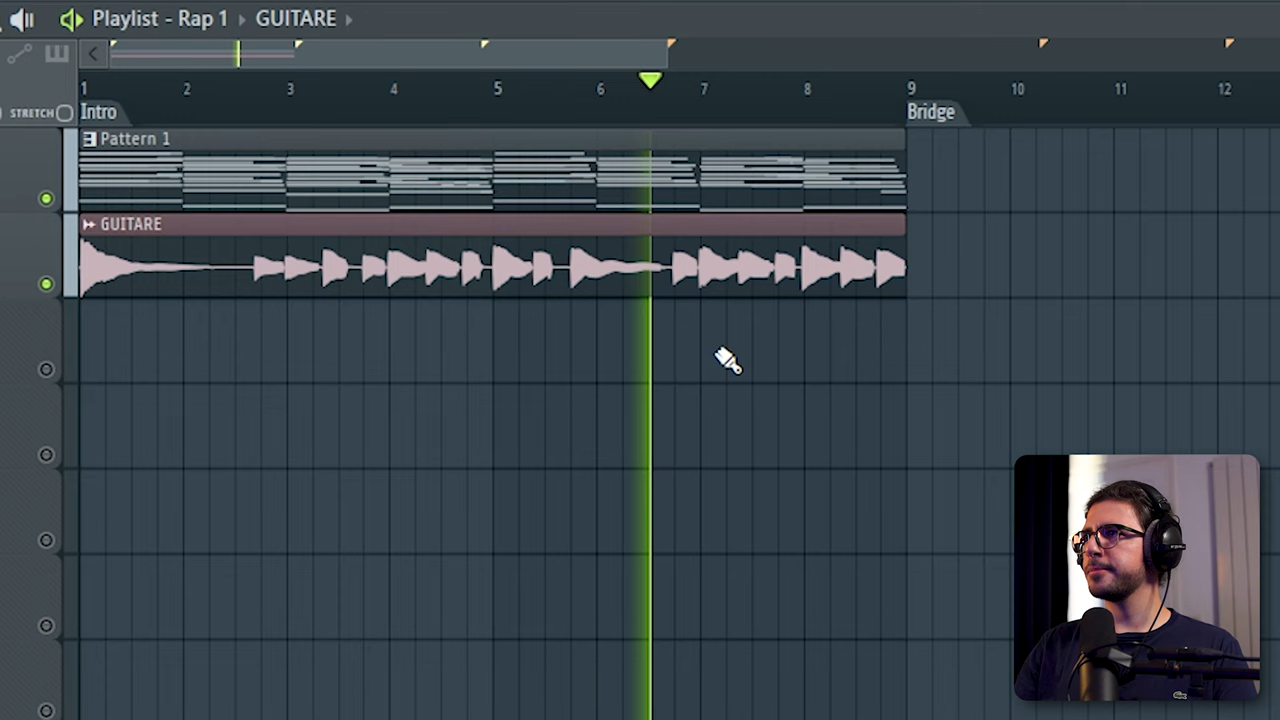 Playlist - Rap 1 ▸ GUITARE ▸
1 2 3 4 5 6 7 8 9 10 11 12
STRETCH Intro Bridge
Pattern 1
GUITARE